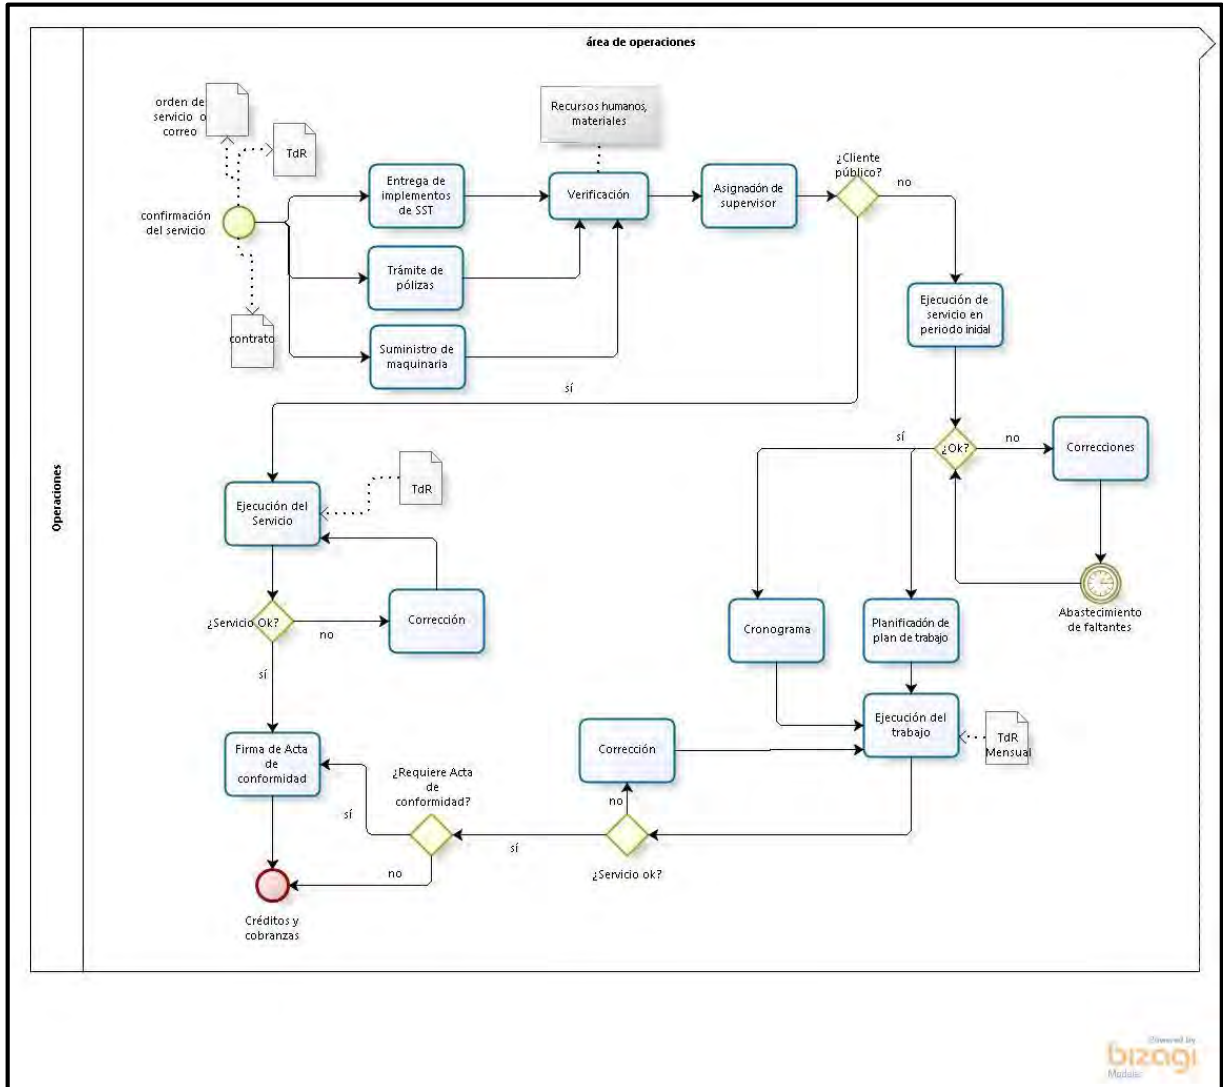 área de operaciones
Operaciones
orden de
servicio o
correo
TdR
confirmación
del servicio
contrato
Entrega de
implementos
de SST
Trámite de
pólizas
Suministro de
maquinaria
Recursos humanos,
materiales
Verificación
Asignación de
supervisor
¿Cliente
público?
no
sí
Ejecución de
servicio en
periodo inicial
¿Ok?
sí
no
Correcciones
Abastecimiento
de faltantes
Ejecución del
Servicio
TdR
¿Servicio Ok?
no
Corrección
sí
Cronograma
Planificación de
plan de trabajo
Ejecución del
trabajo
TdR
Mensual
Corrección
no
¿Servicio ok?
sí
¿Requiere Acta
de
conformidad?
sí
no
Firma de Acta
de
conformidad
Créditos y
cobranzas
Powered by
bizagi
Modeler